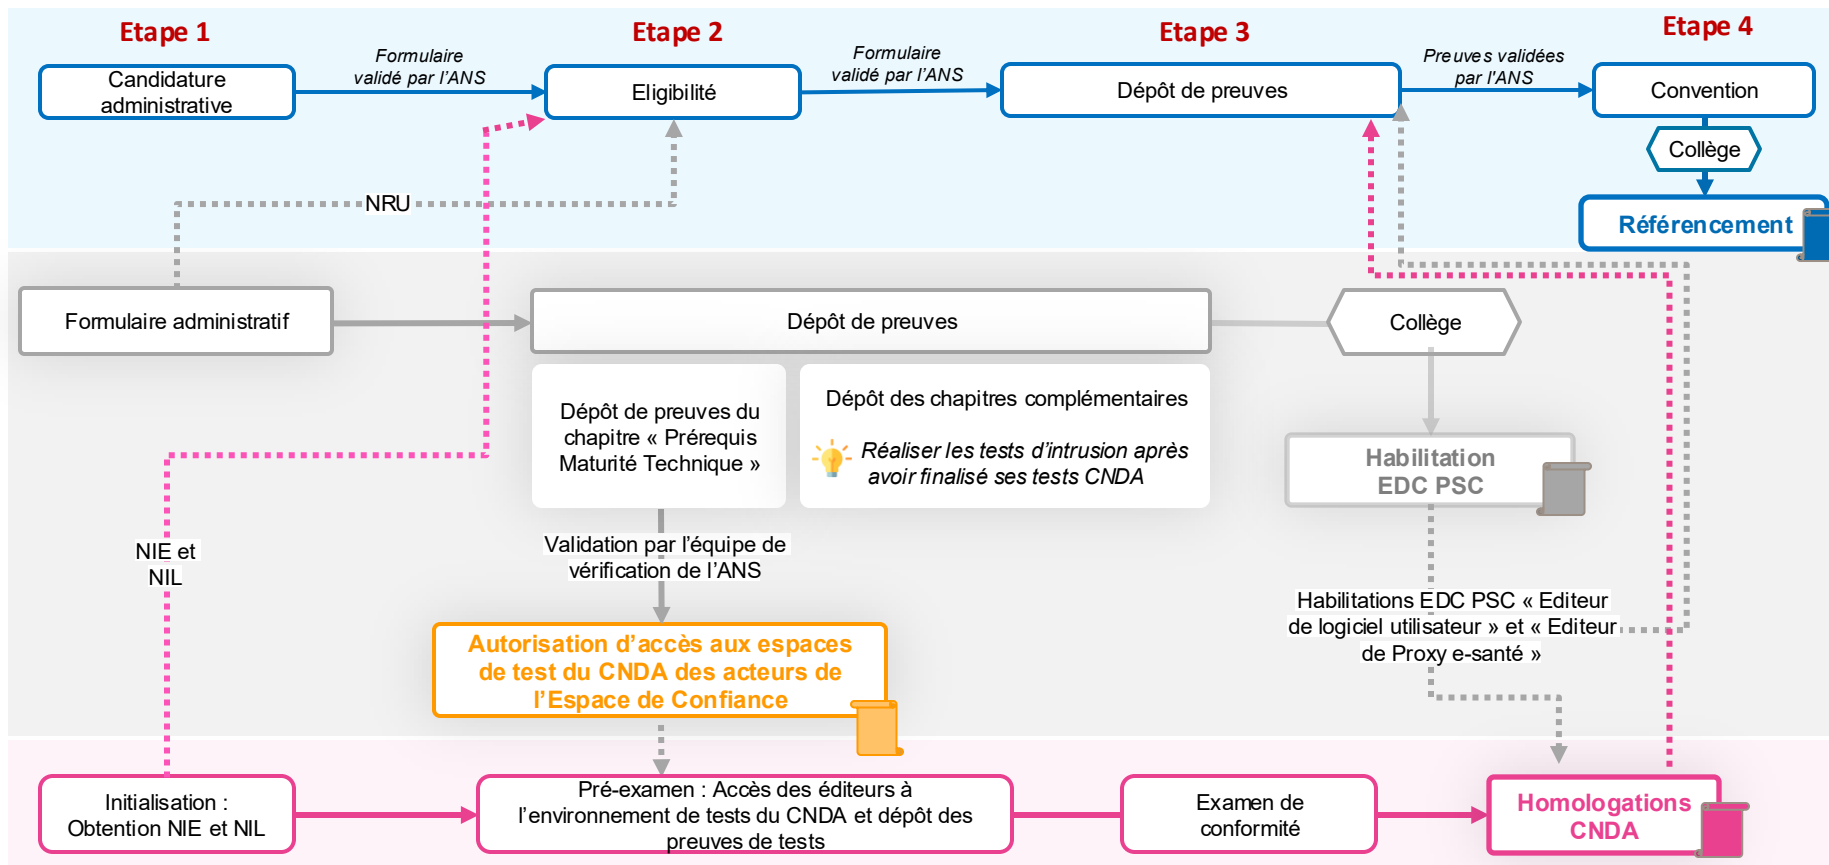 Etape 1
Etape 2
Etape 3
Etape 4
Candidature
administrative
Formulaire
validé par l'ANS
Eligibilité
Formulaire
validé par l'ANS
Dépôt de preuves
Preuves validées
par l'ANS
Convention
Collège
Référencement
NRU
Formulaire administratif
Dépôt de preuves
Collège
Dépôt de preuves du
chapitre « Prérequis
Maturité Technique »
Dépôt des chapitres complémentaires
Réaliser les tests d'intrusion après
avoir finalisé ses tests CNDA
Habilitation
EDC PSC
NIE et
NIL
Validation par l'équipe de
vérification de l'ANS
Habilitations EDC PSC « Editeur
de logiciel utilisateur » et « Editeur
de Proxy e-santé »
Autorisation d'accès aux espaces
de test du CNDA des acteurs de
l'Espace de Confiance
Initialisation :
Obtention NIE et NIL
Pré-examen : Accès des éditeurs à
l'environnement de tests du CNDA et dépôt des
preuves de tests
Examen de
conformité
Homologations
CNDA